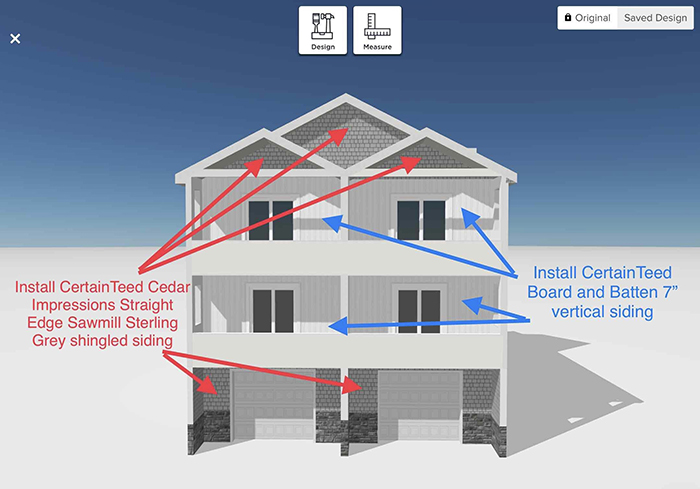 Original Saved Design
Design Measure
Install CertainTeed Cedar
Impressions Straight
Edge Sawmill Sterling
Grey shingled siding
Install CertainTeed
Board and Batten 7”
vertical siding